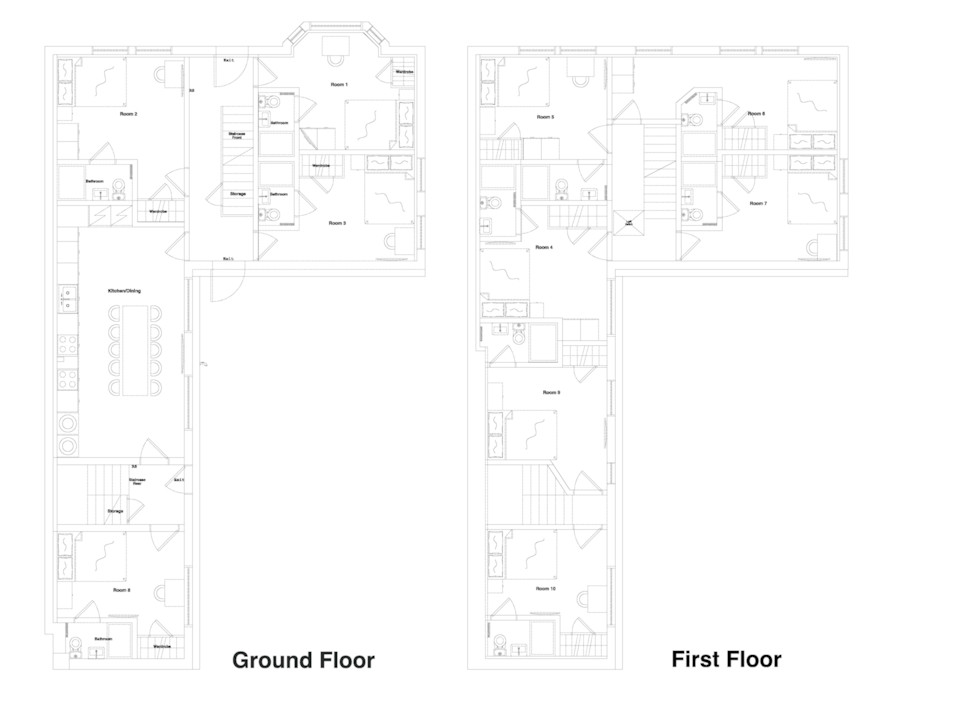 Exit
Room 1
Wardrobe
Room 2
Bathroom
Staircase
Front
Wardrobe
Bathroom
Storage
Bathroom
Wardrobe
Room 3
Exit
Kitchen/Dining
Staircase
Rear
Exit
Storage
Room 8
Bathroom
Wardrobe
Ground Floor
Room 5
Room 6
Room 7
Room 4
Room 9
Room 10
First Floor